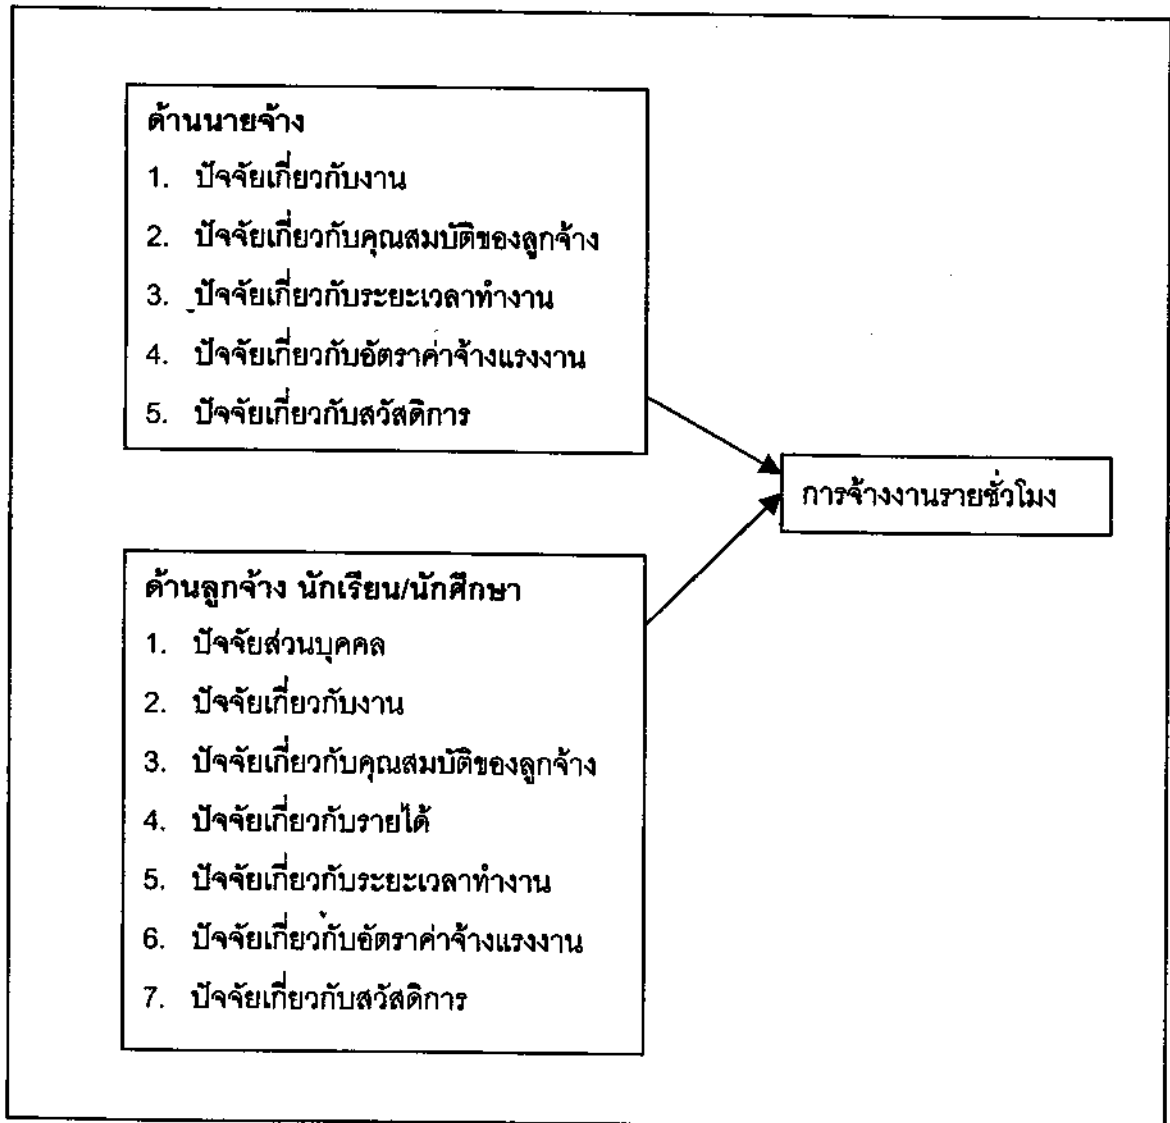 ด้านนายจ้าง
1. ปัจจัยเกี่ยวกับงาน
2. ปัจจัยเกี่ยวกับคุณสมบัติของลูกจ้าง
3. ปัจจัยเกี่ยวกับระยะเวลาทำงาน
4. ปัจจัยเกี่ยวกับอัตราค่าจ้างแรงงาน
5. ปัจจัยเกี่ยวกับสวัสดิการ
การจ้างงานรายชั่วโมง
ด้านลูกจ้าง นักเรียน/นักศึกษา
1. ปัจจัยส่วนบุคคล
2. ปัจจัยเกี่ยวกับงาน
3. ปัจจัยเกี่ยวกับคุณสมบัติของลูกจ้าง
4. ปัจจัยเกี่ยวกับรายได้
5. ปัจจัยเกี่ยวกับระยะเวลาทำงาน
6. ปัจจัยเกี่ยวกับอัตราค่าจ้างแรงงาน
7. ปัจจัยเกี่ยวกับสวัสดิการ